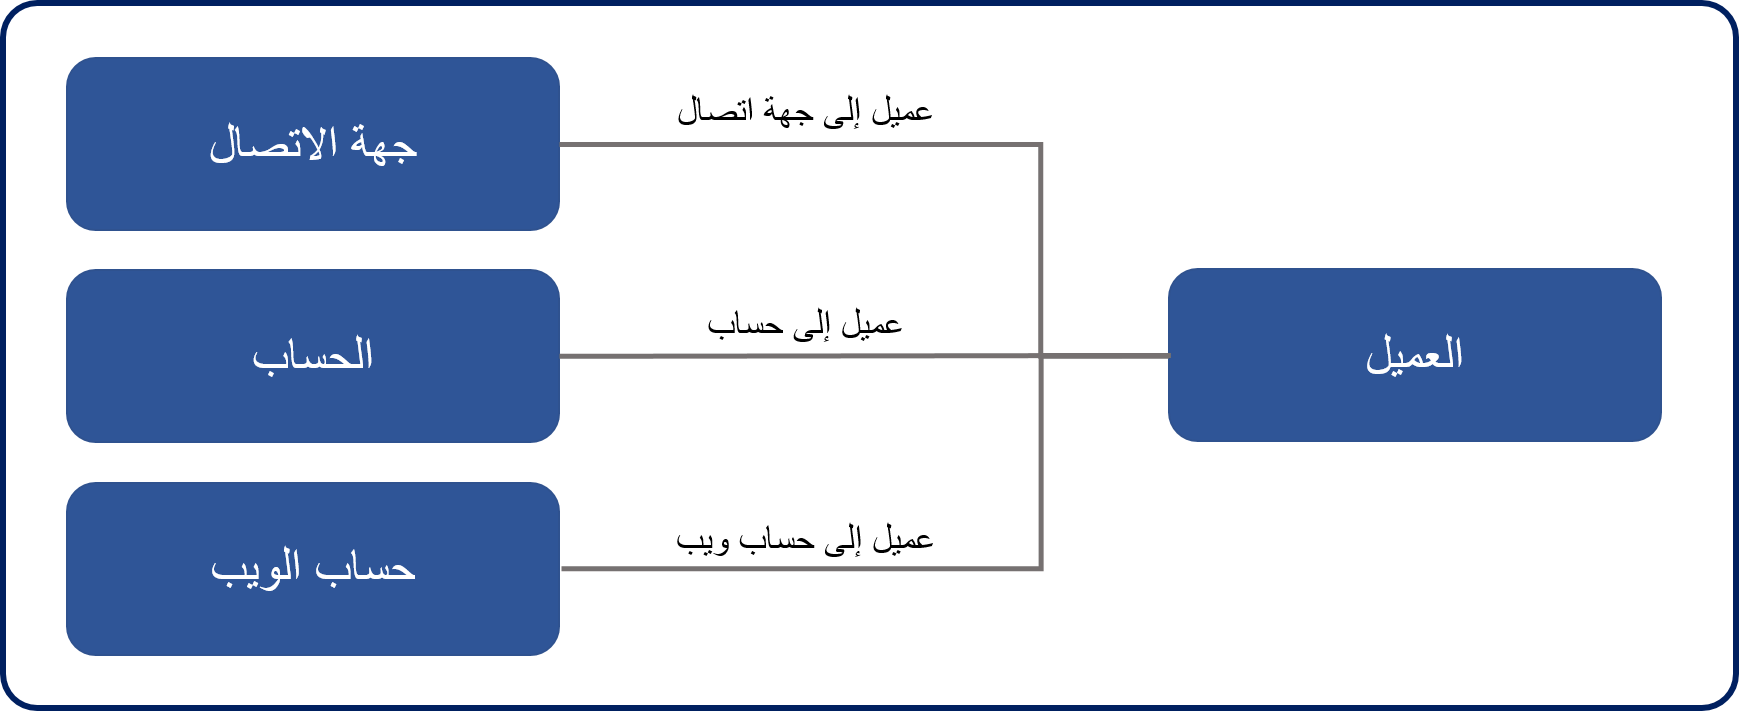 عميل إلى جهة اتصال
جهة الاتصال
عميل إلى حساب
العميل
الحساب
عميل إلى حساب ويب
حساب الويب